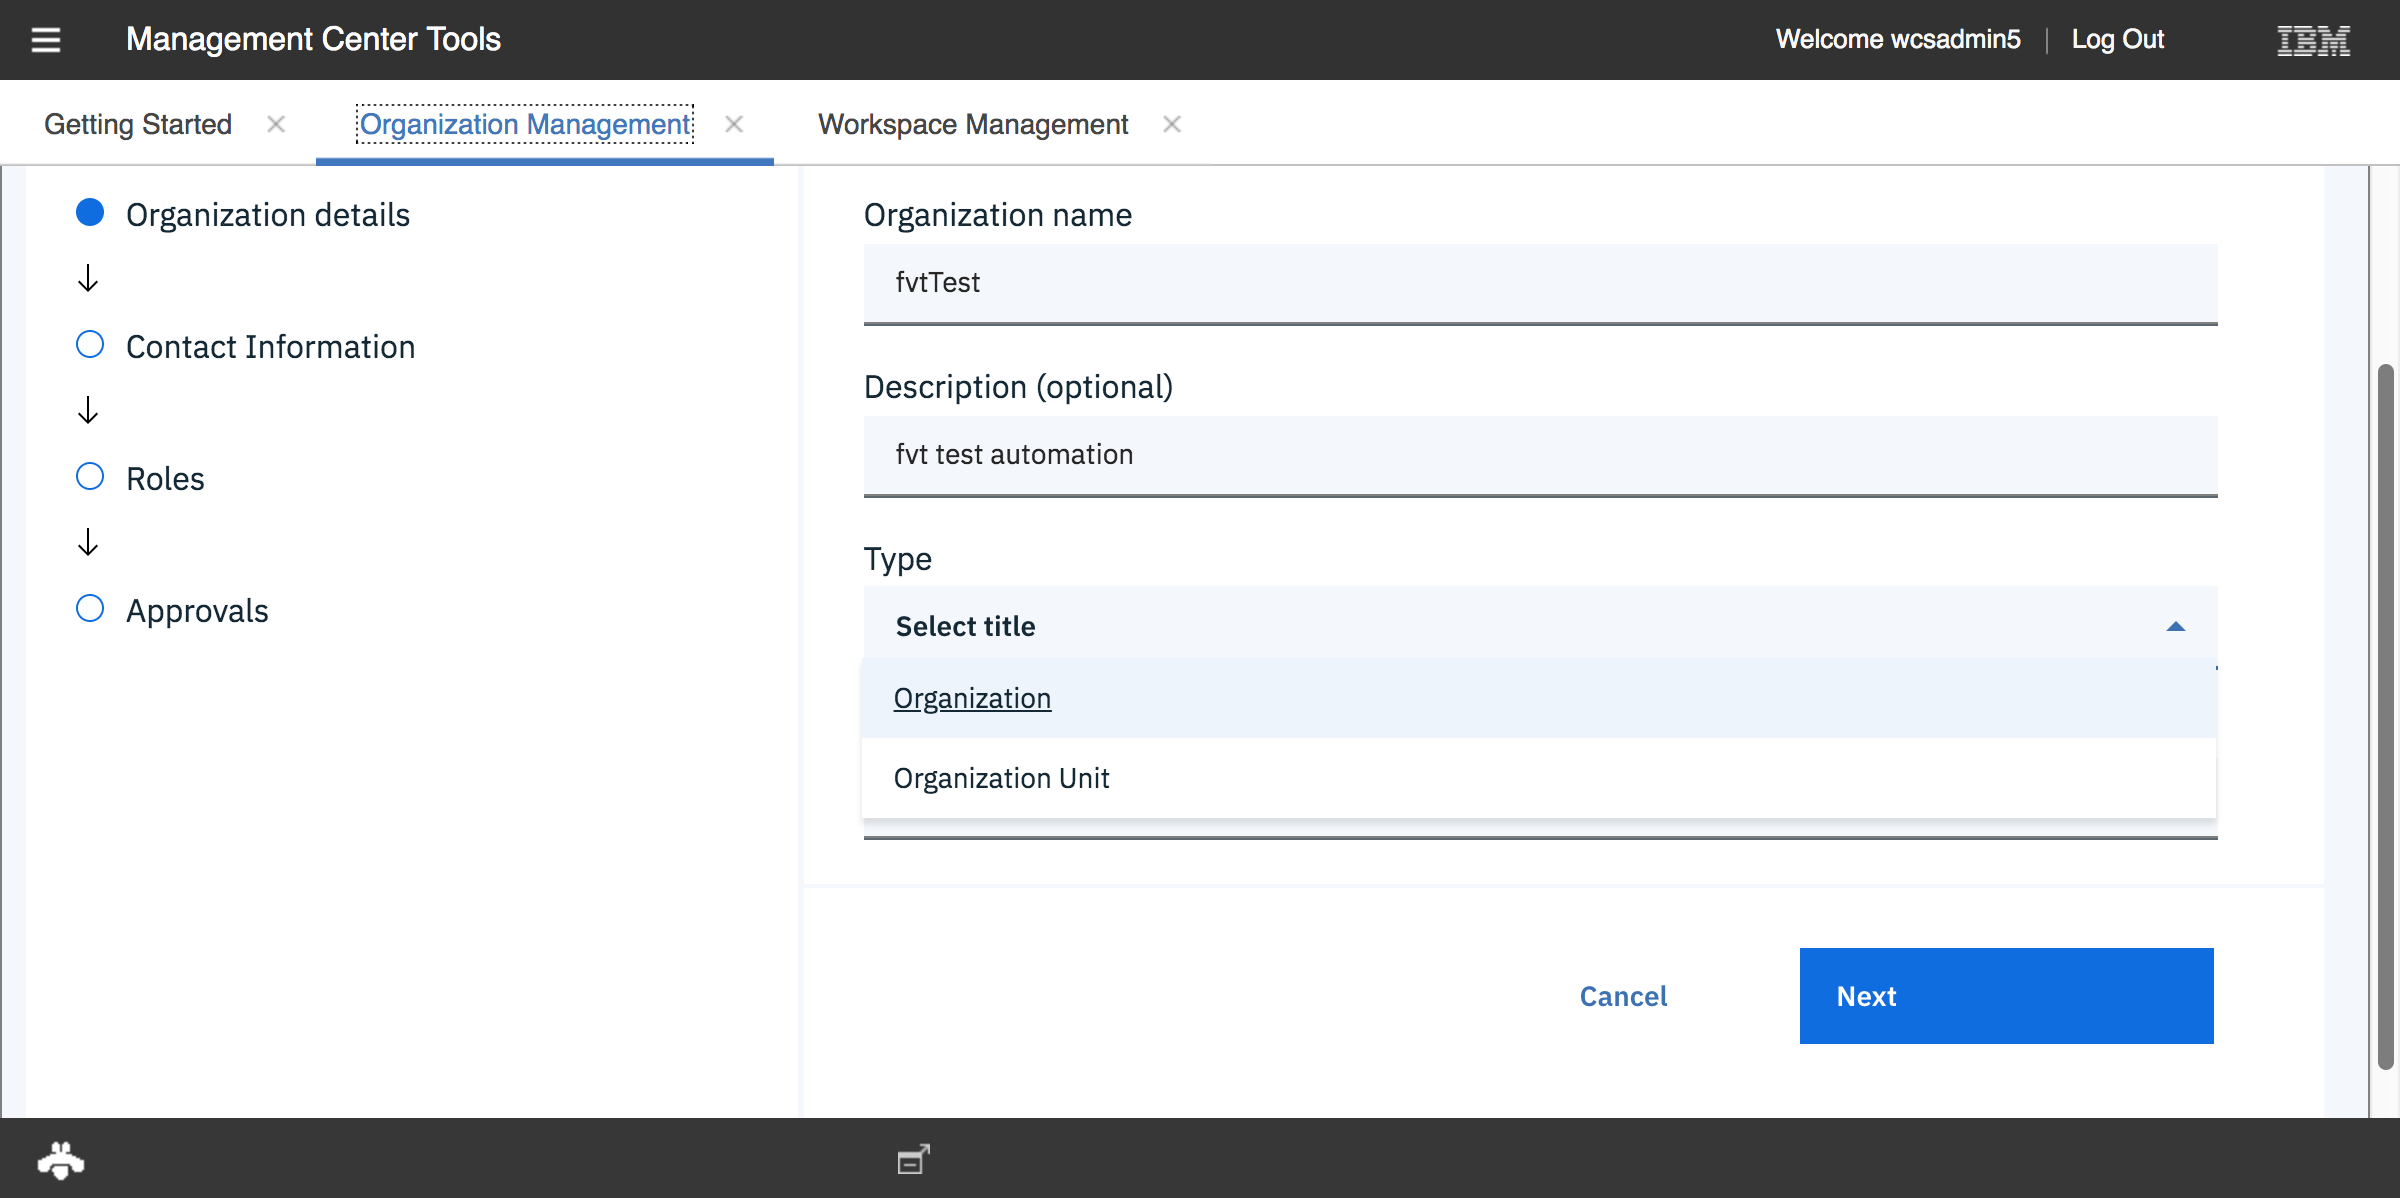 Management Center Tools
Welcome wcsadmin5 | Log Out
IBM
Getting Started
Organization Management
Workspace Management
Organization details
Contact Information
Roles
Approvals
Organization name
fvtTest
Description (optional)
fvt test automation
Type
Select title
Organization
Organization Unit
Cancel
Next